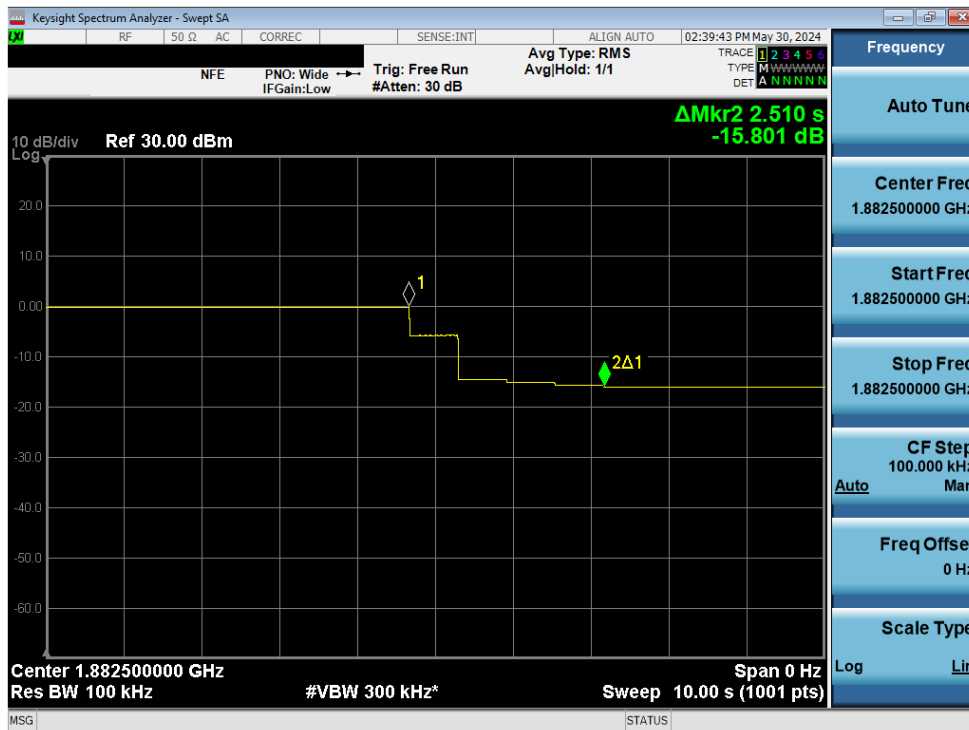 Keysight Spectrum Analyzer - Swept SA
LXI RF 50 Ω AC CORREC SENSE:INT ALIGN AUTO 02:39:43 PM May 30, 2024
NFE PNO: Wide Trig: Free Run Avg Type: RMS TRACE 1 2 3 4 5 6
IFGain:Low #Atten: 30 dB Avg|Hold: 1/1 TYPE M W W W W W
DET A N N N N N
ΔMkr2 2.510 s
-15.801 dB
10 dB/div Ref 30.00 dBm
Log
20.0
10.0
0.00
-10.0
-20.0
-30.0
-40.0
-50.0
-60.0
1
2Δ1
Center 1.882500000 GHz Span 0 Hz
Res BW 100 kHz #VBW 300 kHz* Sweep 10.00 s (1001 pts)
MSG STATUS
Frequency
Auto Tune
Center Freq
1.882500000 GHz
Start Freq
1.882500000 GHz
Stop Freq
1.882500000 GHz
CF Step
100.000 kHz
Auto Man
Freq Offset
0 Hz
Scale Type
Log Lin